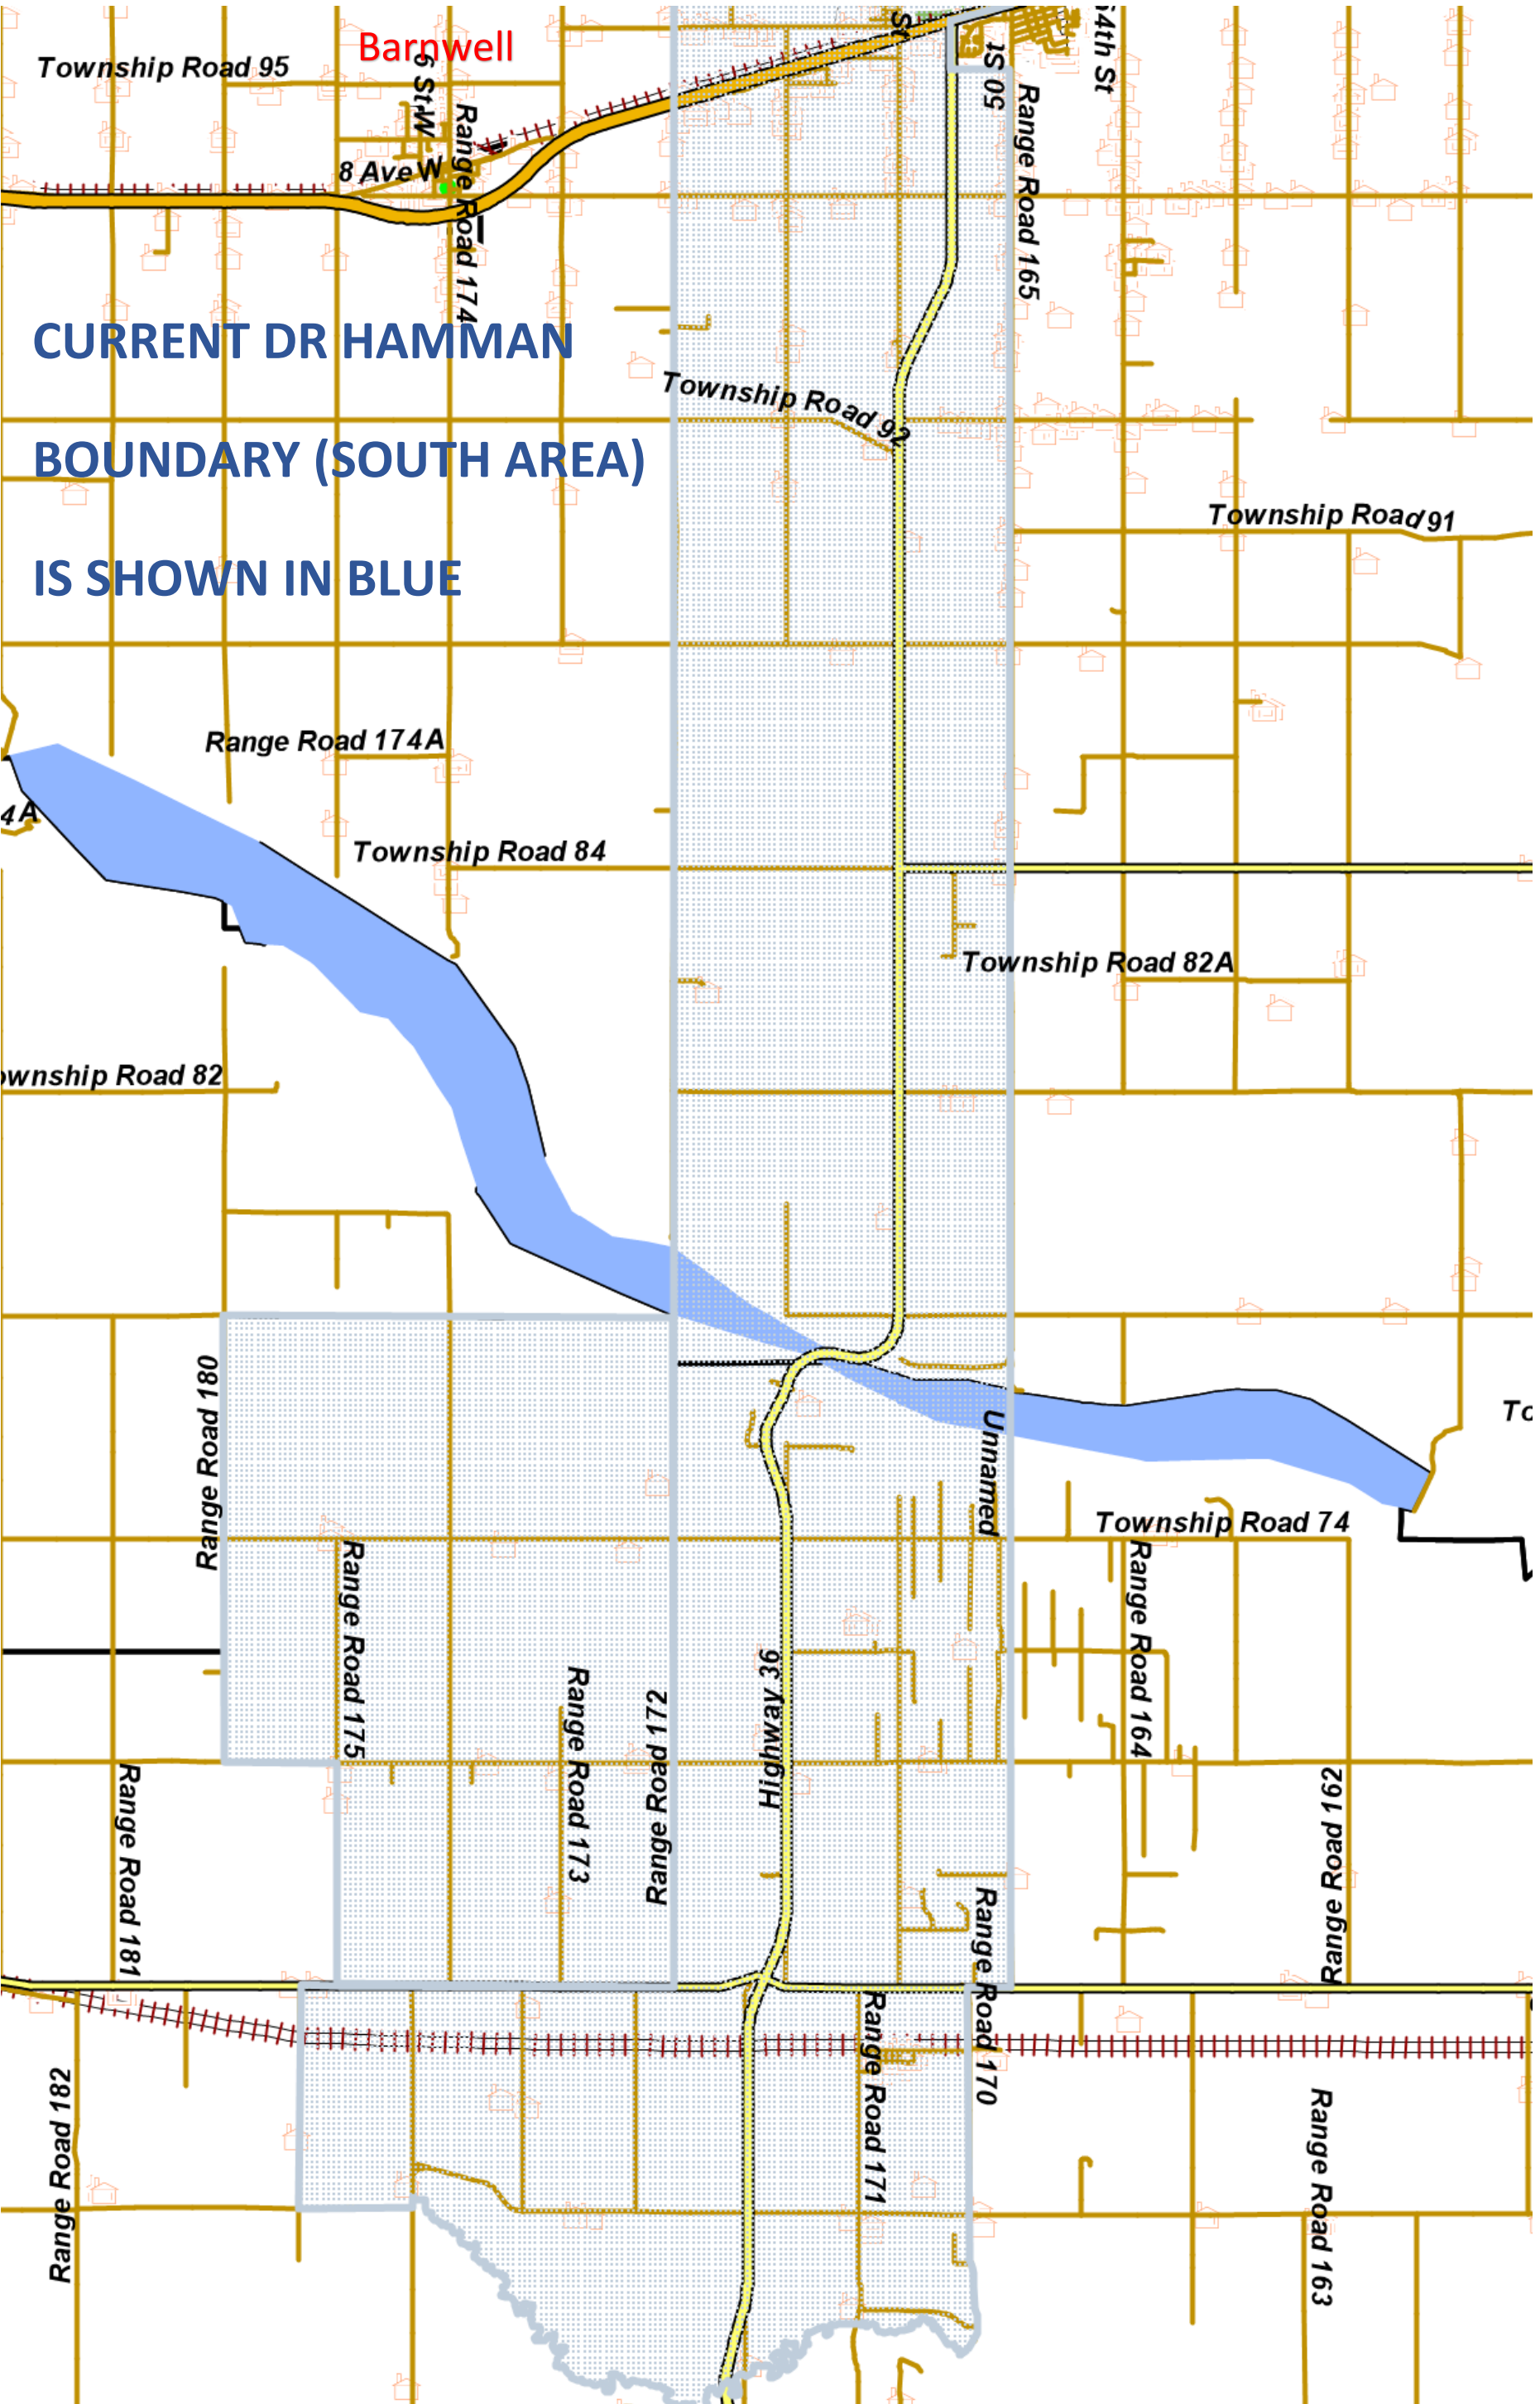 St
50 St
64th St
Barnwell
Township Road 95
6 St W
Range Road 174
Range Road 165
8 Ave W
CURRENT DR HAMMAN
BOUNDARY (SOUTH AREA)
IS SHOWN IN BLUE
Township Road 92
Township Road 91
Range Road 174A
4A
Township Road 84
Township Road 82A
ownship Road 82
Range Road 180
Unnamed
To
Township Road 74
Range Road 175
Range Road 164
Highway 36
Range Road 173
Range Road 172
Range Road 181
Range Road 162
Range Road 170
Range Road 171
Range Road 182
Range Road 163